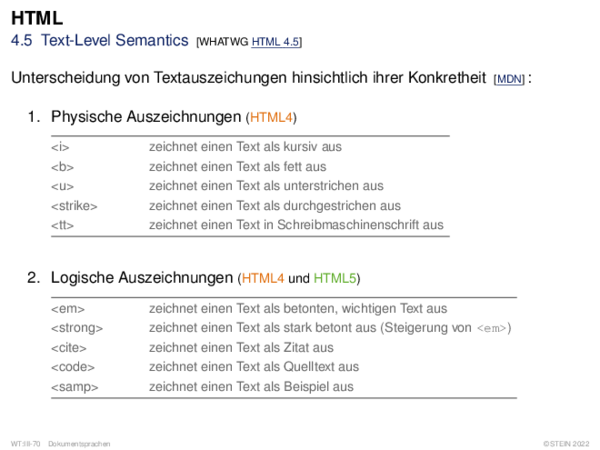 HTML
4.5 Text-Level Semantics [WHATWG HTML 4.5]
Unterscheidung von Textauszeichungen hinsichtlich ihrer Konkretheit [MDN] :
1. Physische Auszeichnungen (HTML4)
<i> zeichnet einen Text als kursiv aus
<b> zeichnet einen Text als fett aus
<u> zeichnet einen Text als unterstrichen aus
<strike> zeichnet einen Text als durchgestrichen aus
<tt> zeichnet einen Text in Schreibmaschinenschrift aus
2. Logische Auszeichnungen (HTML4 und HTML5)
<em> zeichnet einen Text als betonten, wichtigen Text aus
<strong> zeichnet einen Text als stark betont aus (Steigerung von <em>)
<cite> zeichnet einen Text als Zitat aus
<code> zeichnet einen Text als Quelltext aus
<samp> zeichnet einen Text als Beispiel aus
WT:III-70 Dokumentsprachen ©STEIN 2022